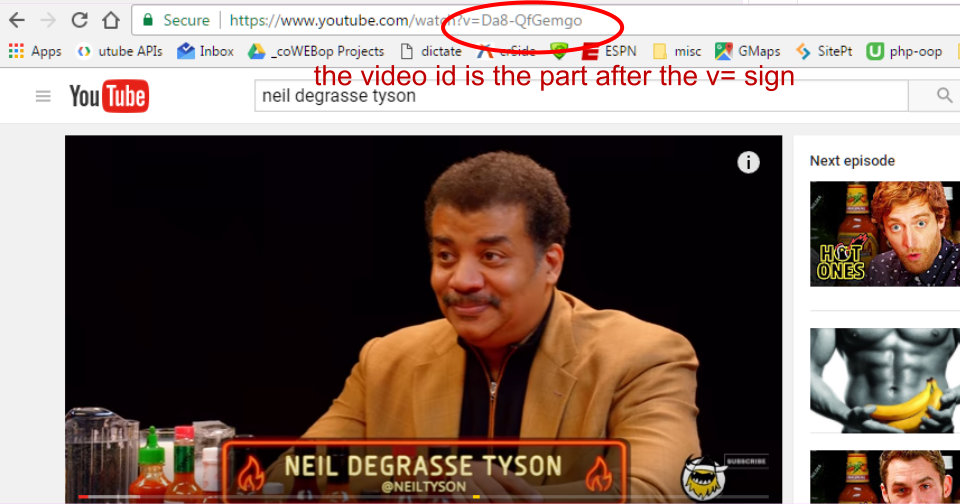 Secure https://www.youtube.com/watch?v=Da8-QfGemgo
Apps utube APIs Inbox _coWEBop Projects dictate ESPN misc GMaps SitePt php-oop
the video id is the part after the v= sign
YouTube neil degrasse tyson
Next episode
HOT
ONES
NEIL DEGRASSE TYSON
@NEILTYSON
SUBSCRIBE